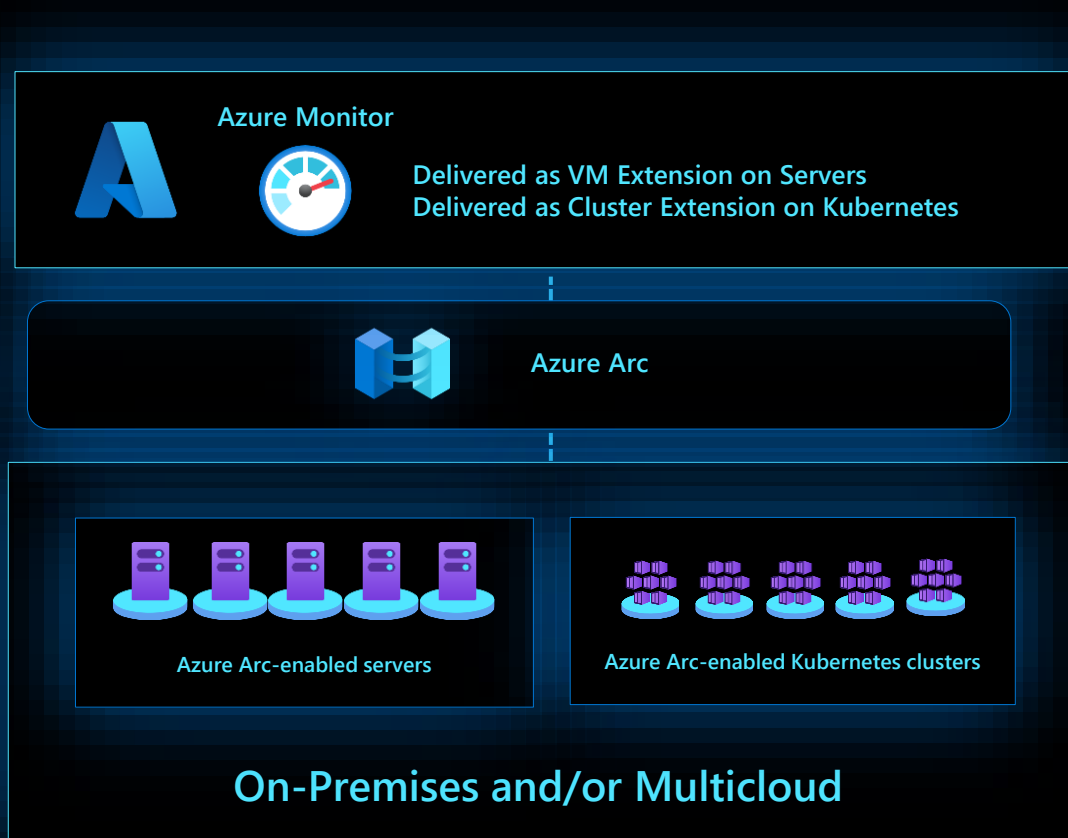 Azure Monitor
Delivered as VM Extension on Servers
Delivered as Cluster Extension on Kubernetes
Azure Arc
Azure Arc-enabled servers
Azure Arc-enabled Kubernetes clusters
On-Premises and/or Multicloud